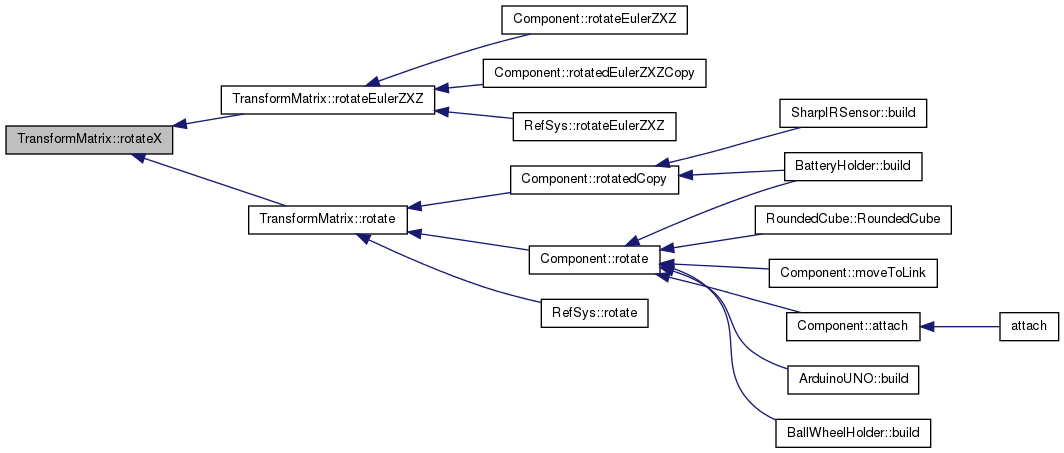 Component::rotateEulerZXZ
Component::rotatedEulerZXZCopy
TransformMatrix::rotateEulerZXZ
RefSys::rotateEulerZXZ
TransformMatrix::rotateX
SharpIRSensor::build
BatteryHolder::build
Component::rotatedCopy
TransformMatrix::rotate
RoundedCube::RoundedCube
Component::rotate
Component::moveToLink
RefSys::rotate
Component::attach
attach
ArduinoUNO::build
BallWheelHolder::build